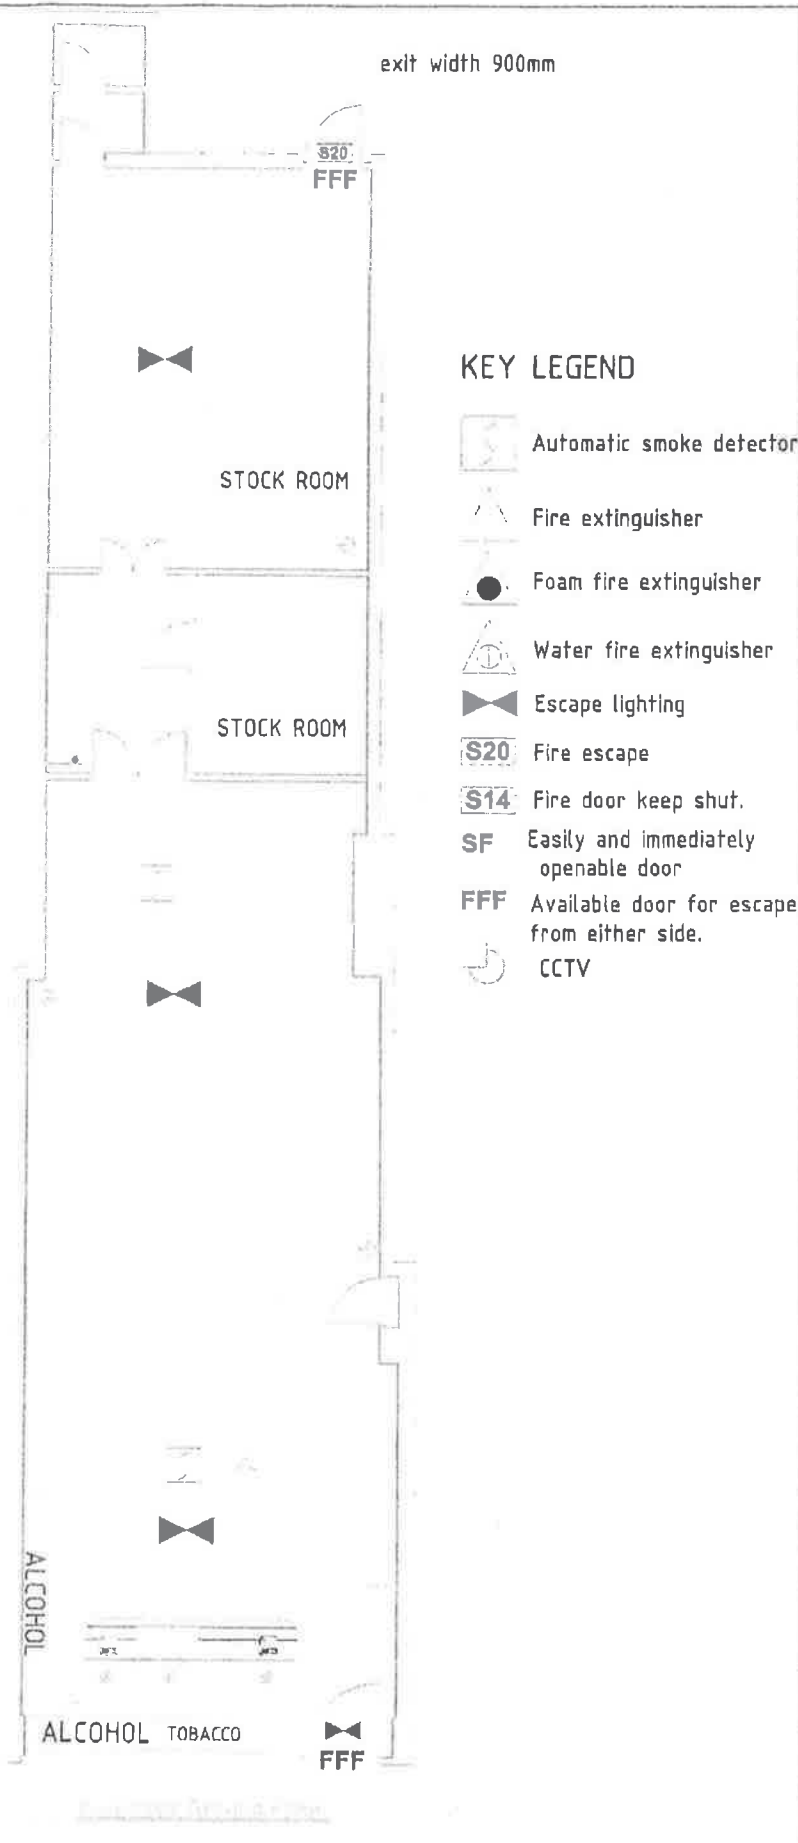 exit width 900mm
S20
FFF
STOCK ROOM
STOCK ROOM
KEY LEGEND
Automatic smoke detector
Fire extinguisher
Foam fire extinguisher
Water fire extinguisher
Escape lighting
S20 Fire escape
S14 Fire door keep shut.
SF Easily and immediately
openable door
FFF Available door for escape
from either side.
CCTV
ALCOHOL
ALCOHOL TOBACCO
FFF